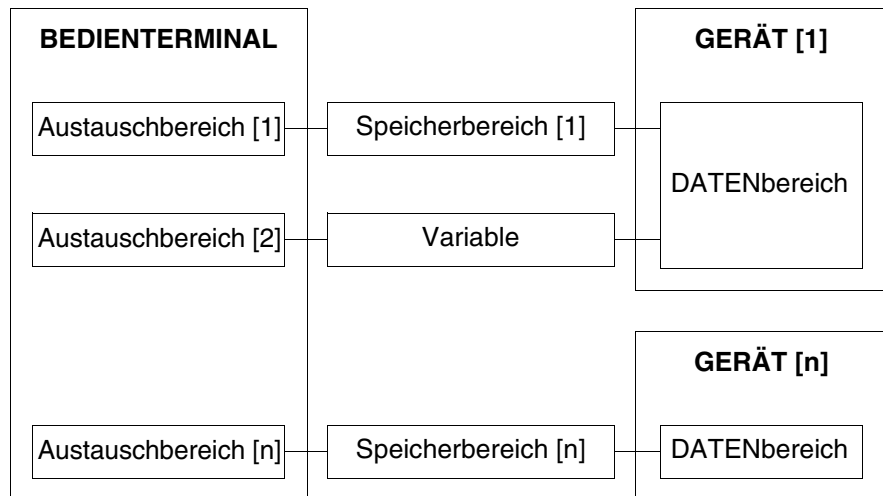 BEDIENTERMINAL
GERÄT [1]
Austauschbereich [1]
Speicherbereich [1]
DATENbereich
Austauschbereich [2]
Variable
GERÄT [n]
Austauschbereich [n]
Speicherbereich [n]
DATENbereich